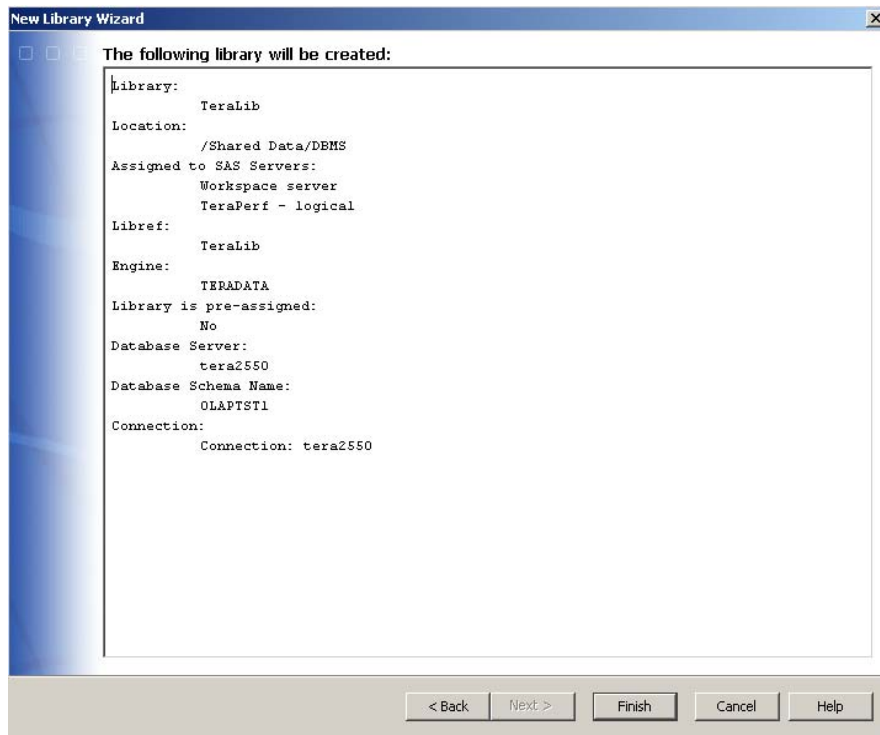 New Library Wizard
The following library will be created:
Library:
TeraLib
Location:
/Shared Data/DBMS
Assigned to SAS Servers:
Workspace server
TeraPerf - logical
Libref:
TeraLib
Engine:
TERADATA
Library is pre-assigned:
No
Database Server:
tera2550
Database Schema Name:
OLAPTST1
Connection:
Connection: tera2550
< Back Next > Finish Cancel Help